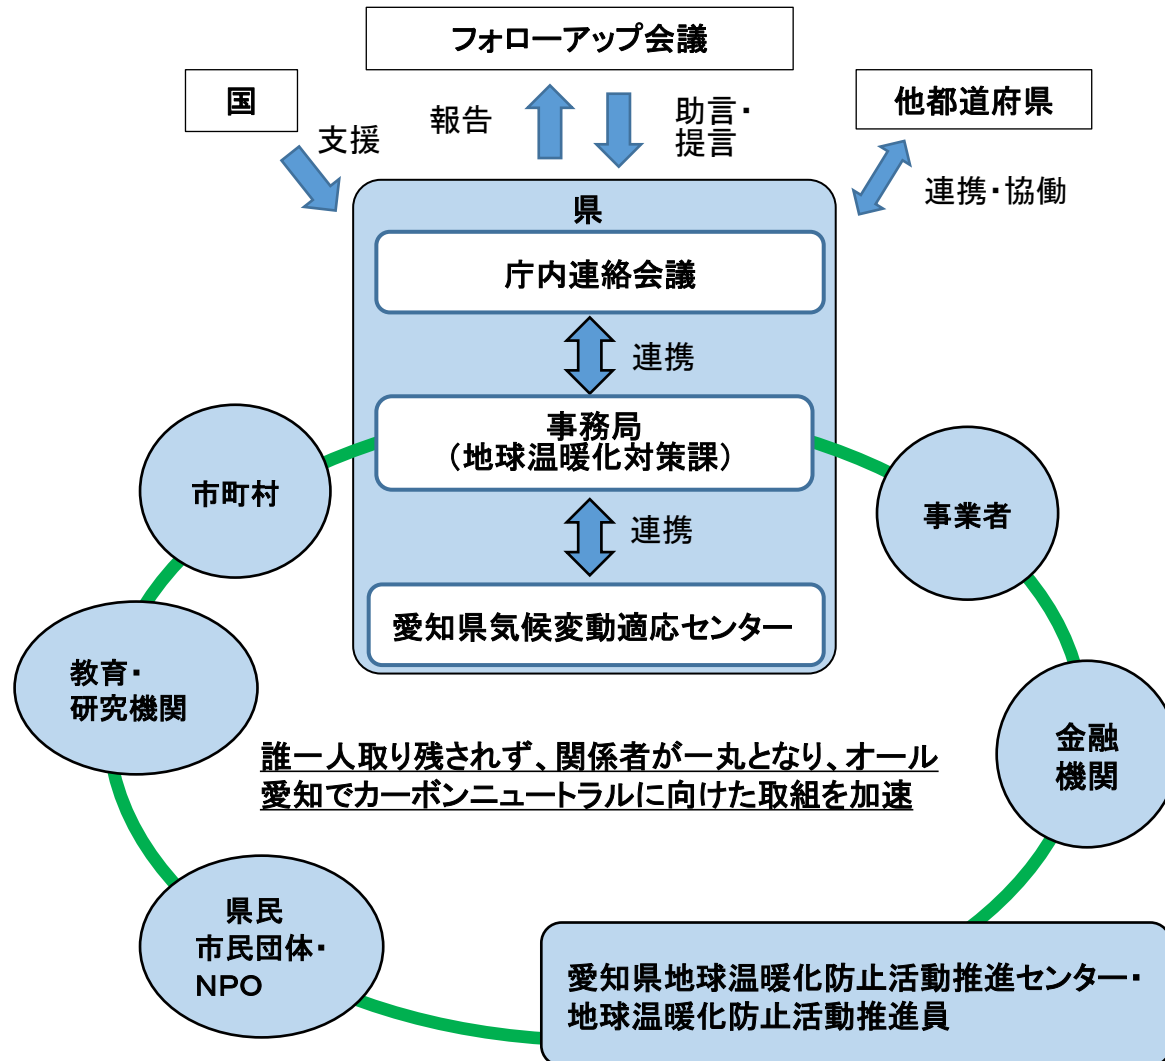 フォローアップ会議
国
他都道府県
支援
報告
助言・
提言
連携・協働
県
庁内連絡会議
連携
事務局
（地球温暖化対策課）
連携
愛知県気候変動適応センター
市町村
事業者
教育・
研究機関
金融
機関
誰一人取り残されず、関係者が一丸となり、オール
愛知でカーボンニュートラルに向けた取組を加速
県民
市民団体・
NPO
愛知県地球温暖化防止活動推進センター・
地球温暖化防止活動推進員